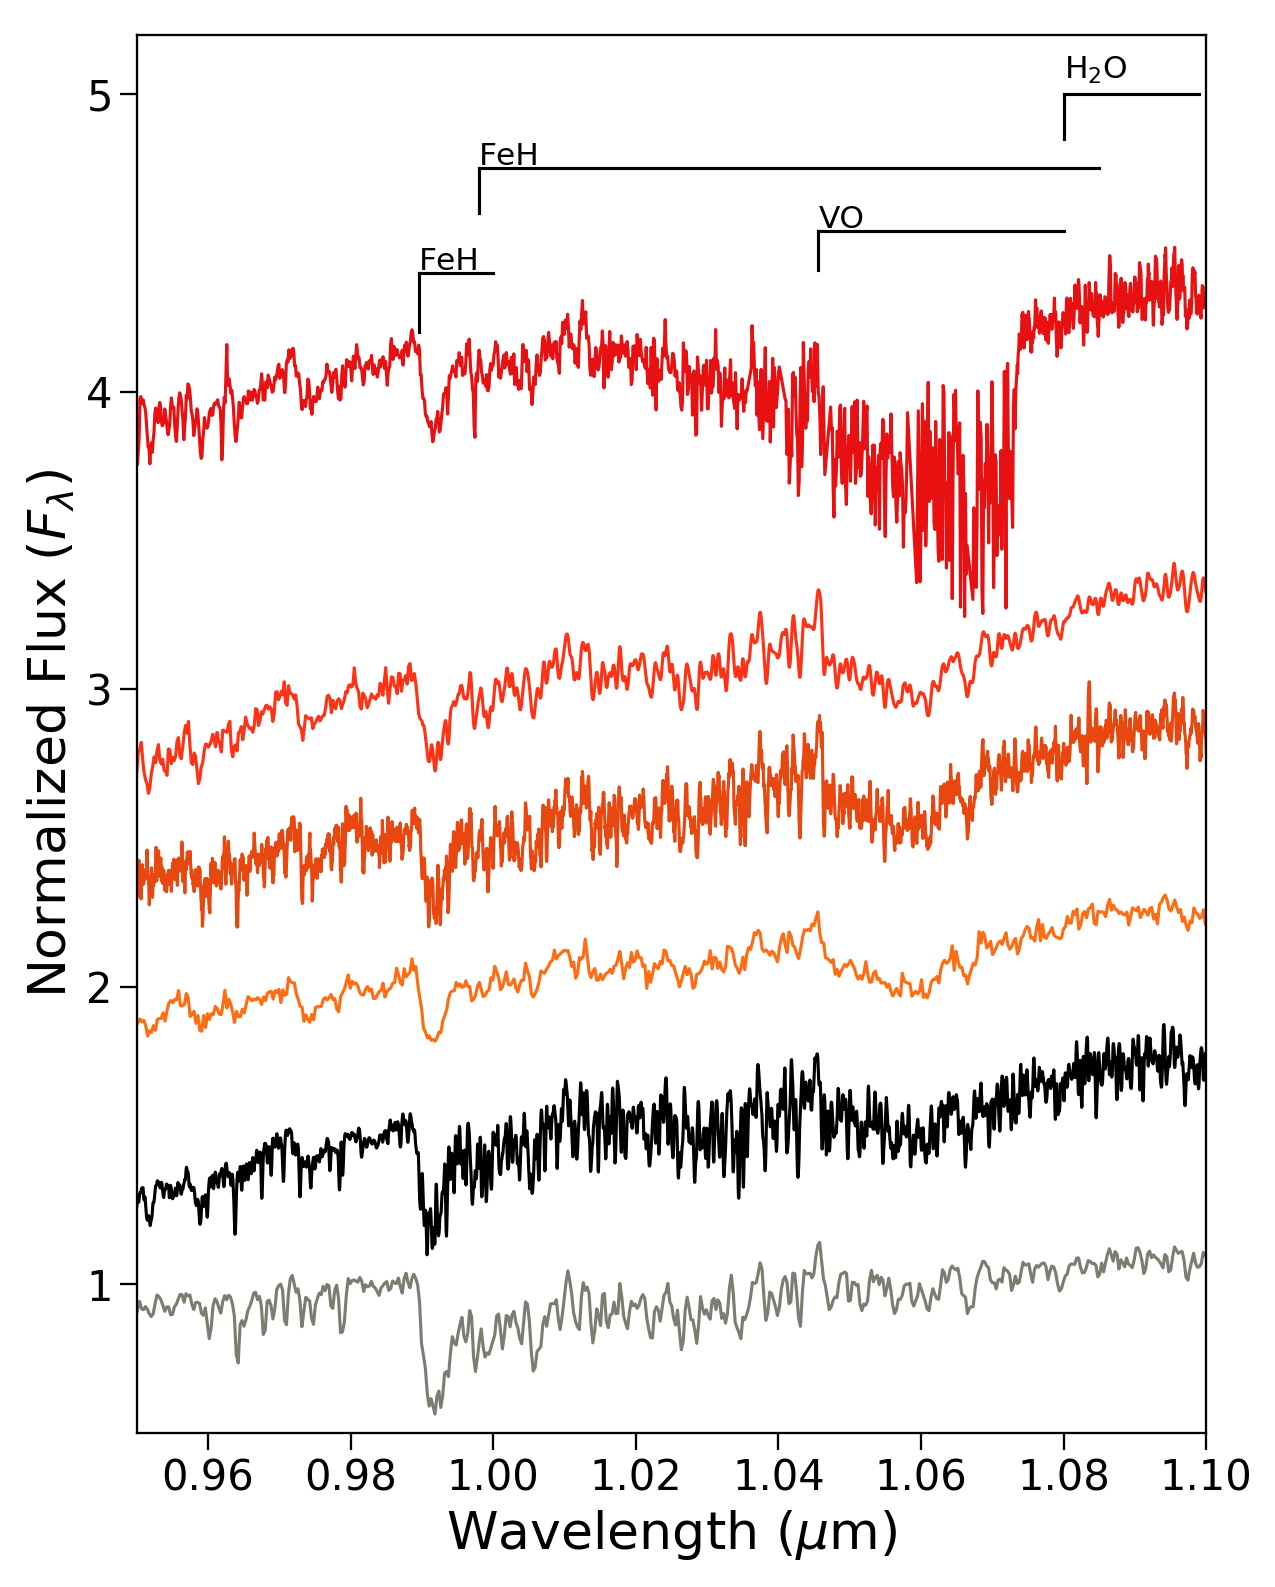 H₂O
FeH
VO
FeH
5
4
3
2
1
Normalized Flux (F_λ)
0.96 0.98 1.00 1.02 1.04 1.06 1.08 1.10
Wavelength (μm)